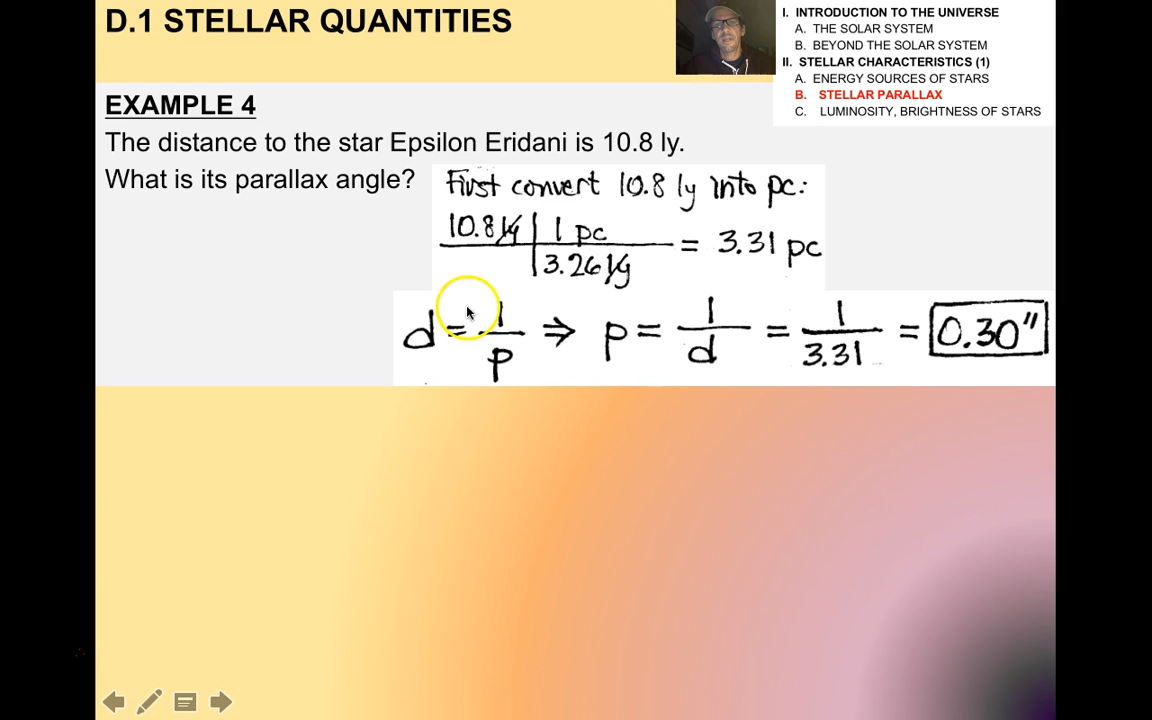 D.1 STELLAR QUANTITIES
I. INTRODUCTION TO THE UNIVERSE
A. THE SOLAR SYSTEM
B. BEYOND THE SOLAR SYSTEM
II. STELLAR CHARACTERISTICS (1)
A. ENERGY SOURCES OF STARS
B. STELLAR PARALLAX
C. LUMINOSITY, BRIGHTNESS OF STARS
EXAMPLE 4
The distance to the star Epsilon Eridani is 10.8 ly.
What is its parallax angle?
First convert 10.8 ly into pc:
10.8 ly | 1 pc
3.26 ly
= 3.31 pc
d = 1/p ⇒ p = 1/d = 1/3.31 = 0.30"